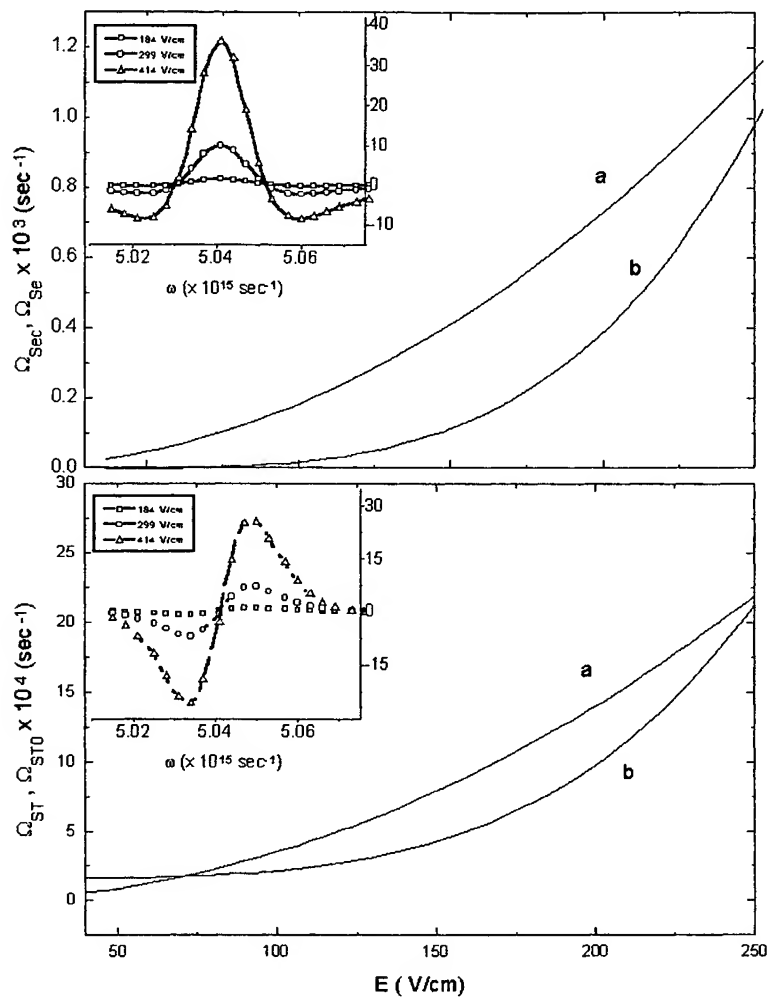 1.2
1.0
0.8
0.6
0.4
0.2
0.0
Ω_Sec, Ω_Se x 10³ (sec⁻¹)
184 V/cm
299 V/cm
414 V/cm
40
30
20
10
0
-10
5.02 5.04 5.06
ω (x 10¹⁵ sec⁻¹)
a
b
30
25
20
15
10
5
0
Ω_ST, Ω_ST0 x 10⁴ (sec⁻¹)
184 V/cm
299 V/cm
414 V/cm
30
15
0
15
5.02 5.04 5.06
ω (x 10¹⁵ sec⁻¹)
a
b
50 100 150 200 250
E ( V/cm)